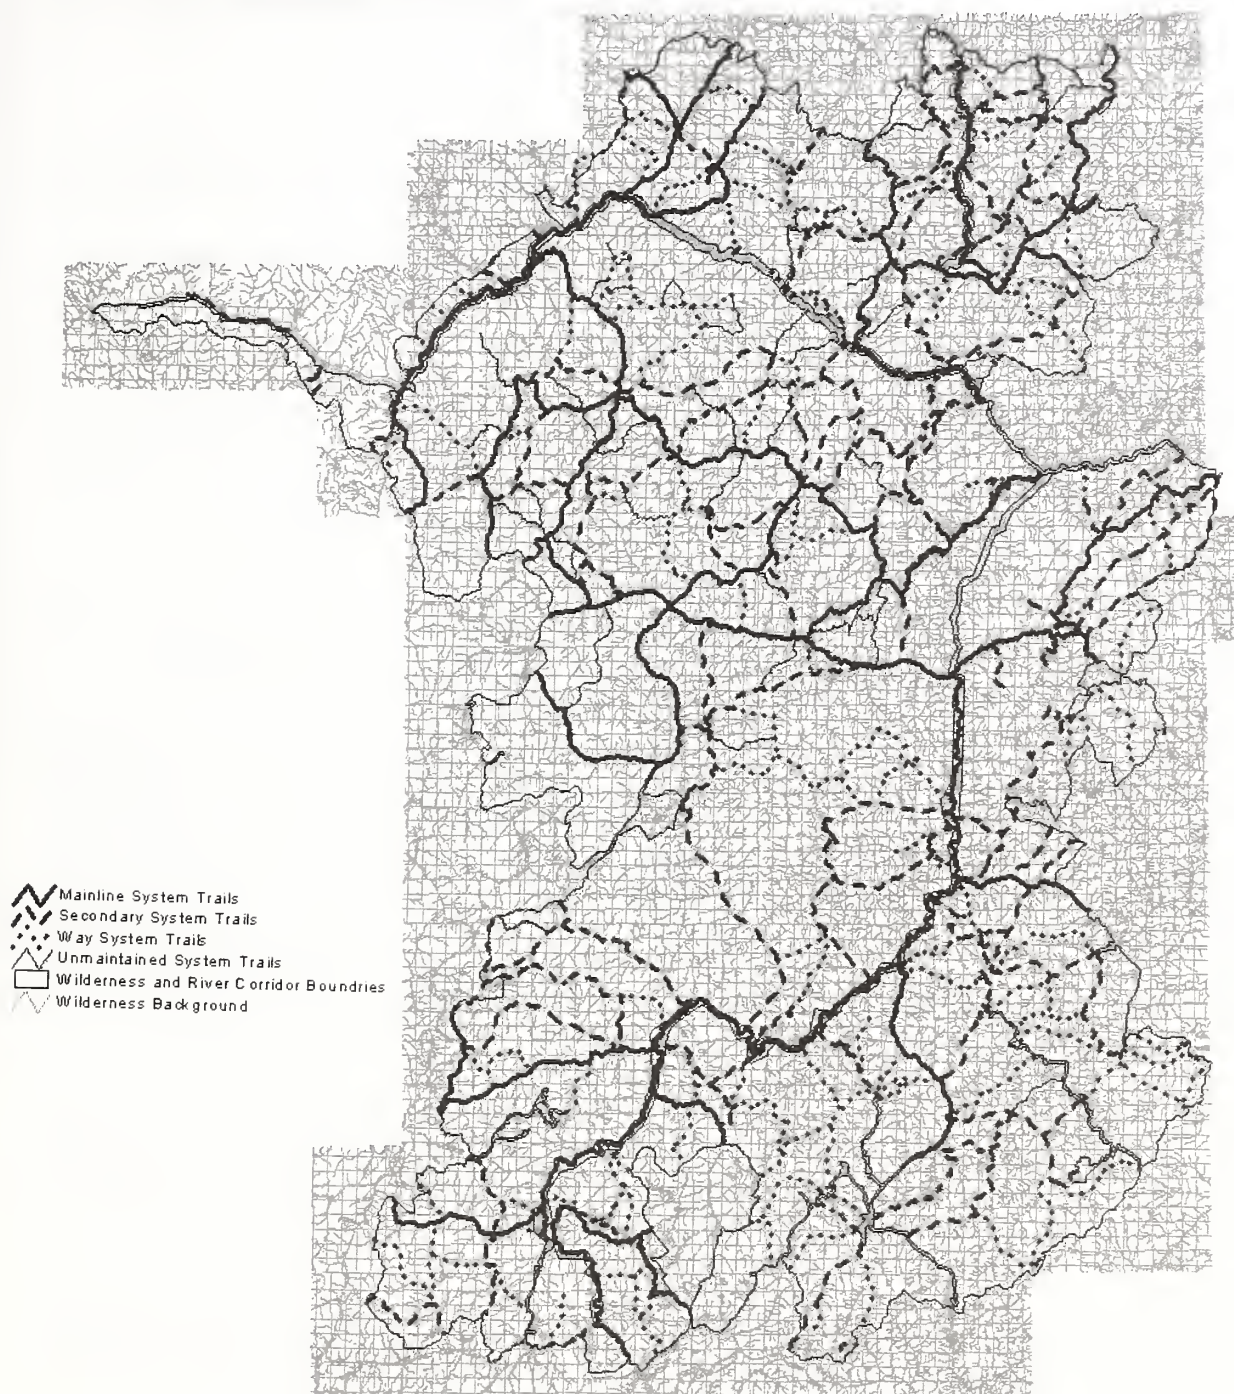 Mainline System Trails
Secondary System Trails
Way System Trails
Unmaintained System Trails
Wilderness and River Corridor Boundries
Wilderness Background